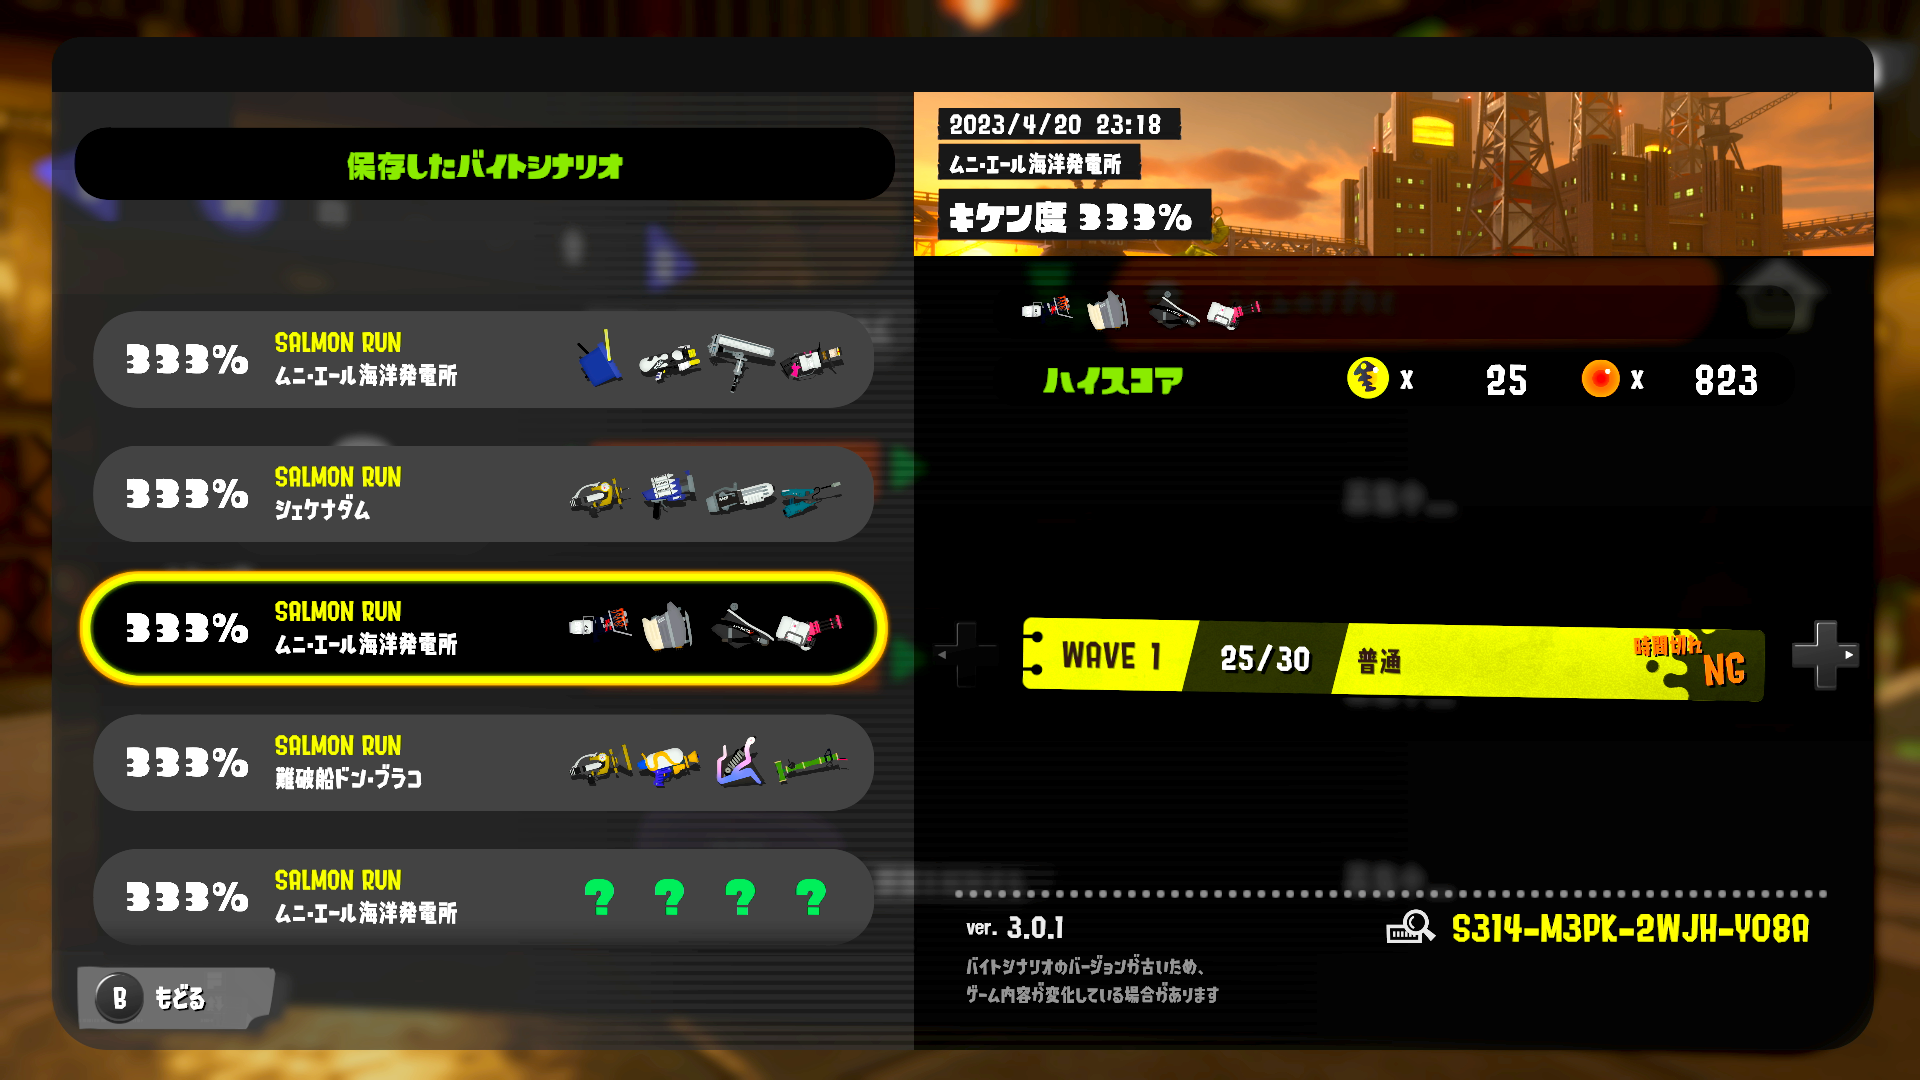 保存したバイトシナリオ
333%
SALMON RUN
ムニ・エール海洋発電所
333%
SALMON RUN
シェケナダム
333%
SALMON RUN
ムニ・エール海洋発電所
333%
SALMON RUN
難破船ドン・ブラコ
333%
SALMON RUN
ムニ・エール海洋発電所
? ? ? ?
B もどる
2023/4/20 23:18
ムニ・エール海洋発電所
キケン度 333%
ハイスコア x 25 x 823
WAVE 1 25/30 普通 時間切れ NG
ver. 3.0.1
S314-M3PK-2WJH-Y08A
バイトシナリオのバージョンが古いため、
ゲーム内容が変化している場合があります